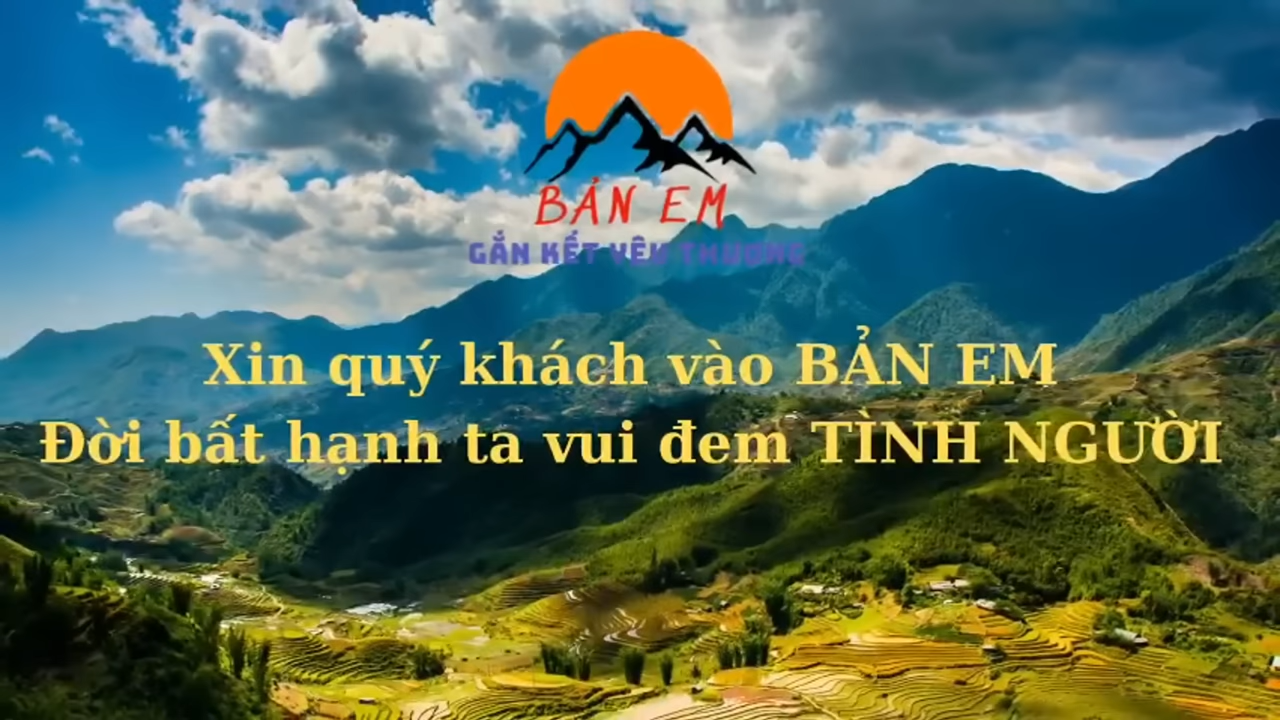 BẢN EM
GẮN KẾT YÊU THƯƠNG
Xin quý khách vào BẢN EM
Đời bất hạnh ta vui đem TÌNH NGƯỜI